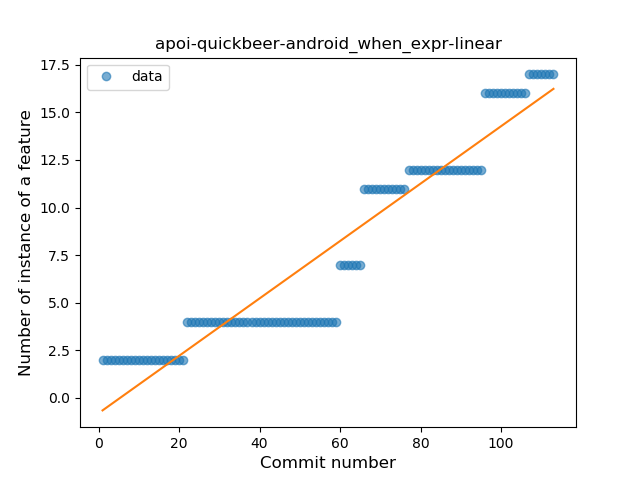 apoi-quickbeer-android_when_expr-linear
data
Number of instance of a feature
17.5
15.0
12.5
10.0
7.5
5.0
2.5
0.0
0 20 40 60 80 100
Commit number